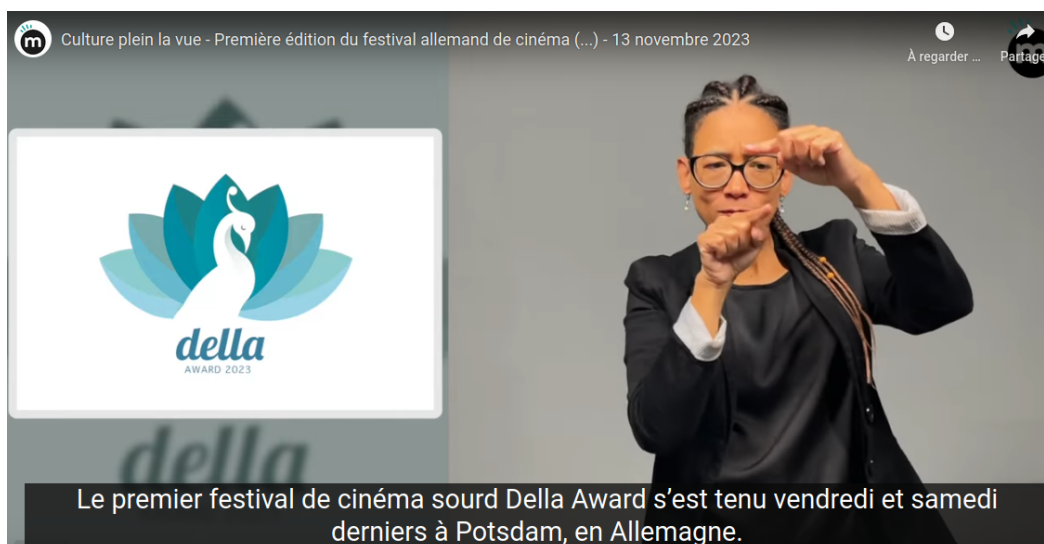 m
Culture plein la vue - Première édition du festival allemand de cinéma (...) - 13 novembre 2023
À regarder ...
Partage
m
della
AWARD 2023
della
Le premier festival de cinéma sourd Della Award s’est tenu vendredi et samedi
derniers à Potsdam, en Allemagne.